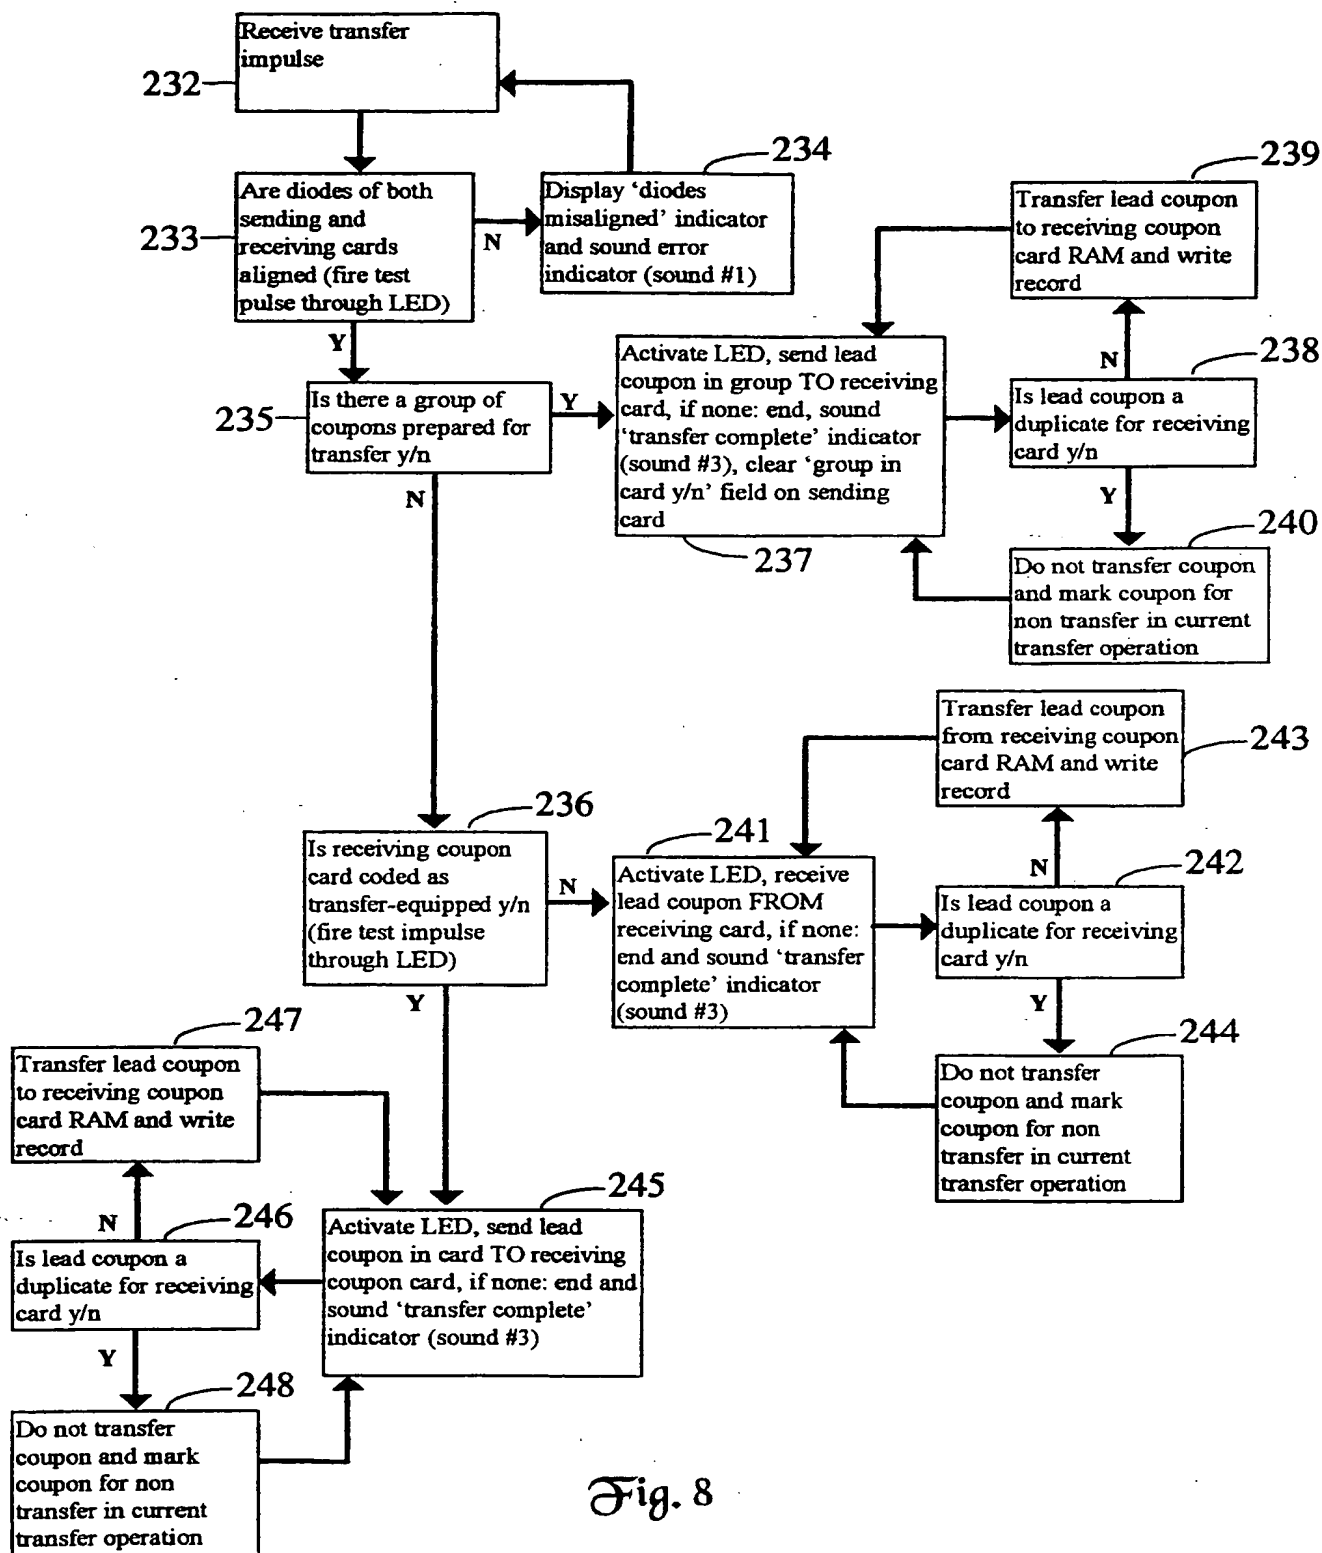 Receive transfer
impulse
232
Are diodes of both
sending and
receiving cards
aligned (fire test
pulse through LED)
233
N
Display ‘diodes
misaligned’ indicator
and sound error
indicator (sound #1)
234
Y
Is there a group of
coupons prepared for
transfer y/n
235
Y
N
Activate LED, send lead
coupon in group TO receiving
card, if none: end, sound
‘transfer complete’ indicator
(sound #3), clear ‘group in
card y/n’ field on sending
card
237
Transfer lead coupon
to receiving coupon
card RAM and write
record
239
N
Is lead coupon a
duplicate for receiving
card y/n
238
Y
Do not transfer coupon
and mark coupon for
non transfer in current
transfer operation
240
Is receiving coupon
card coded as
transfer-equipped y/n
(fire test impulse
through LED)
236
N
Y
Activate LED, receive
lead coupon FROM
receiving card, if none:
end and sound ‘transfer
complete’ indicator
(sound #3)
241
Transfer lead coupon
from receiving coupon
card RAM and write
record
243
N
Is lead coupon a
duplicate for receiving
card y/n
242
Y
Do not transfer
coupon and mark
coupon for non
transfer in current
transfer operation
244
Transfer lead coupon
to receiving coupon
card RAM and write
record
247
N
Is lead coupon a
duplicate for receiving
card y/n
246
Y
Activate LED, send lead
coupon in card TO receiving
coupon card, if none: end and
sound ‘transfer complete’
indicator (sound #3)
245
Do not transfer
coupon and mark
coupon for non
transfer in current
transfer operation
248
Fig. 8